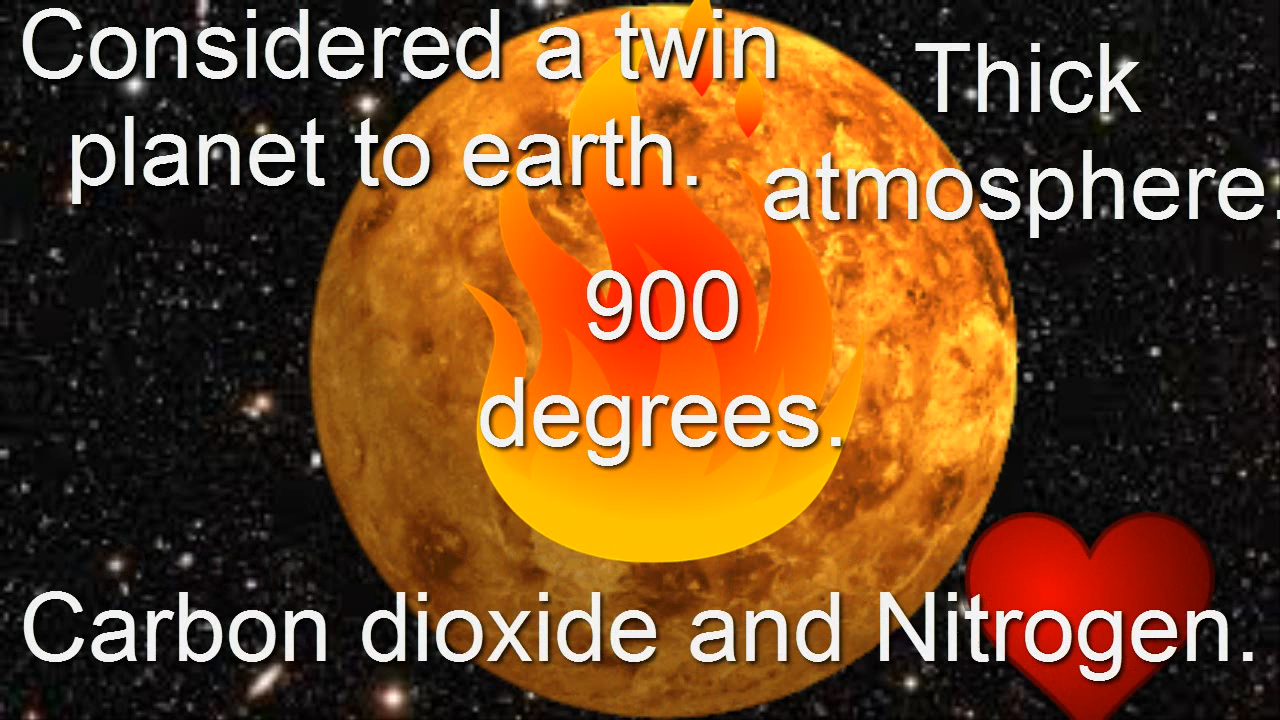 Considered a twin
planet to earth.
Thick
atmosphere.
900
degrees.
Carbon dioxide and Nitrogen.